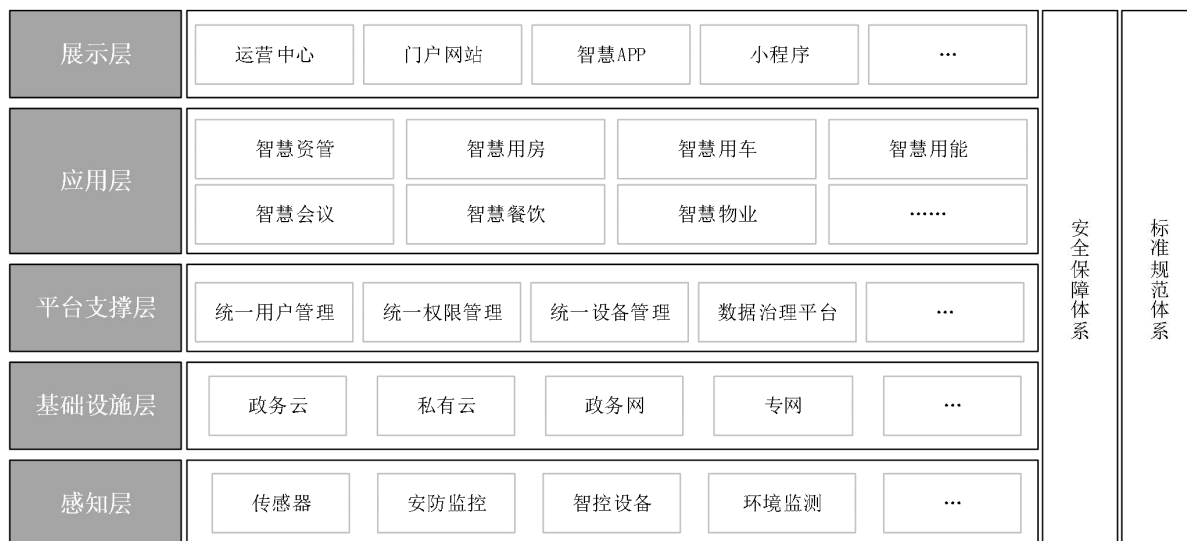 展示层
运营中心
门户网站
智慧APP
小程序
…
应用层
智慧资管
智慧用房
智慧用车
智慧用能
智慧会议
智慧餐饮
智慧物业
……
平台支撑层
统一用户管理
统一权限管理
统一设备管理
数据治理平台
…
基础设施层
政务云
私有云
政务网
专网
…
感知层
传感器
安防监控
智控设备
环境监测
…
安全保障体系
标准规范体系